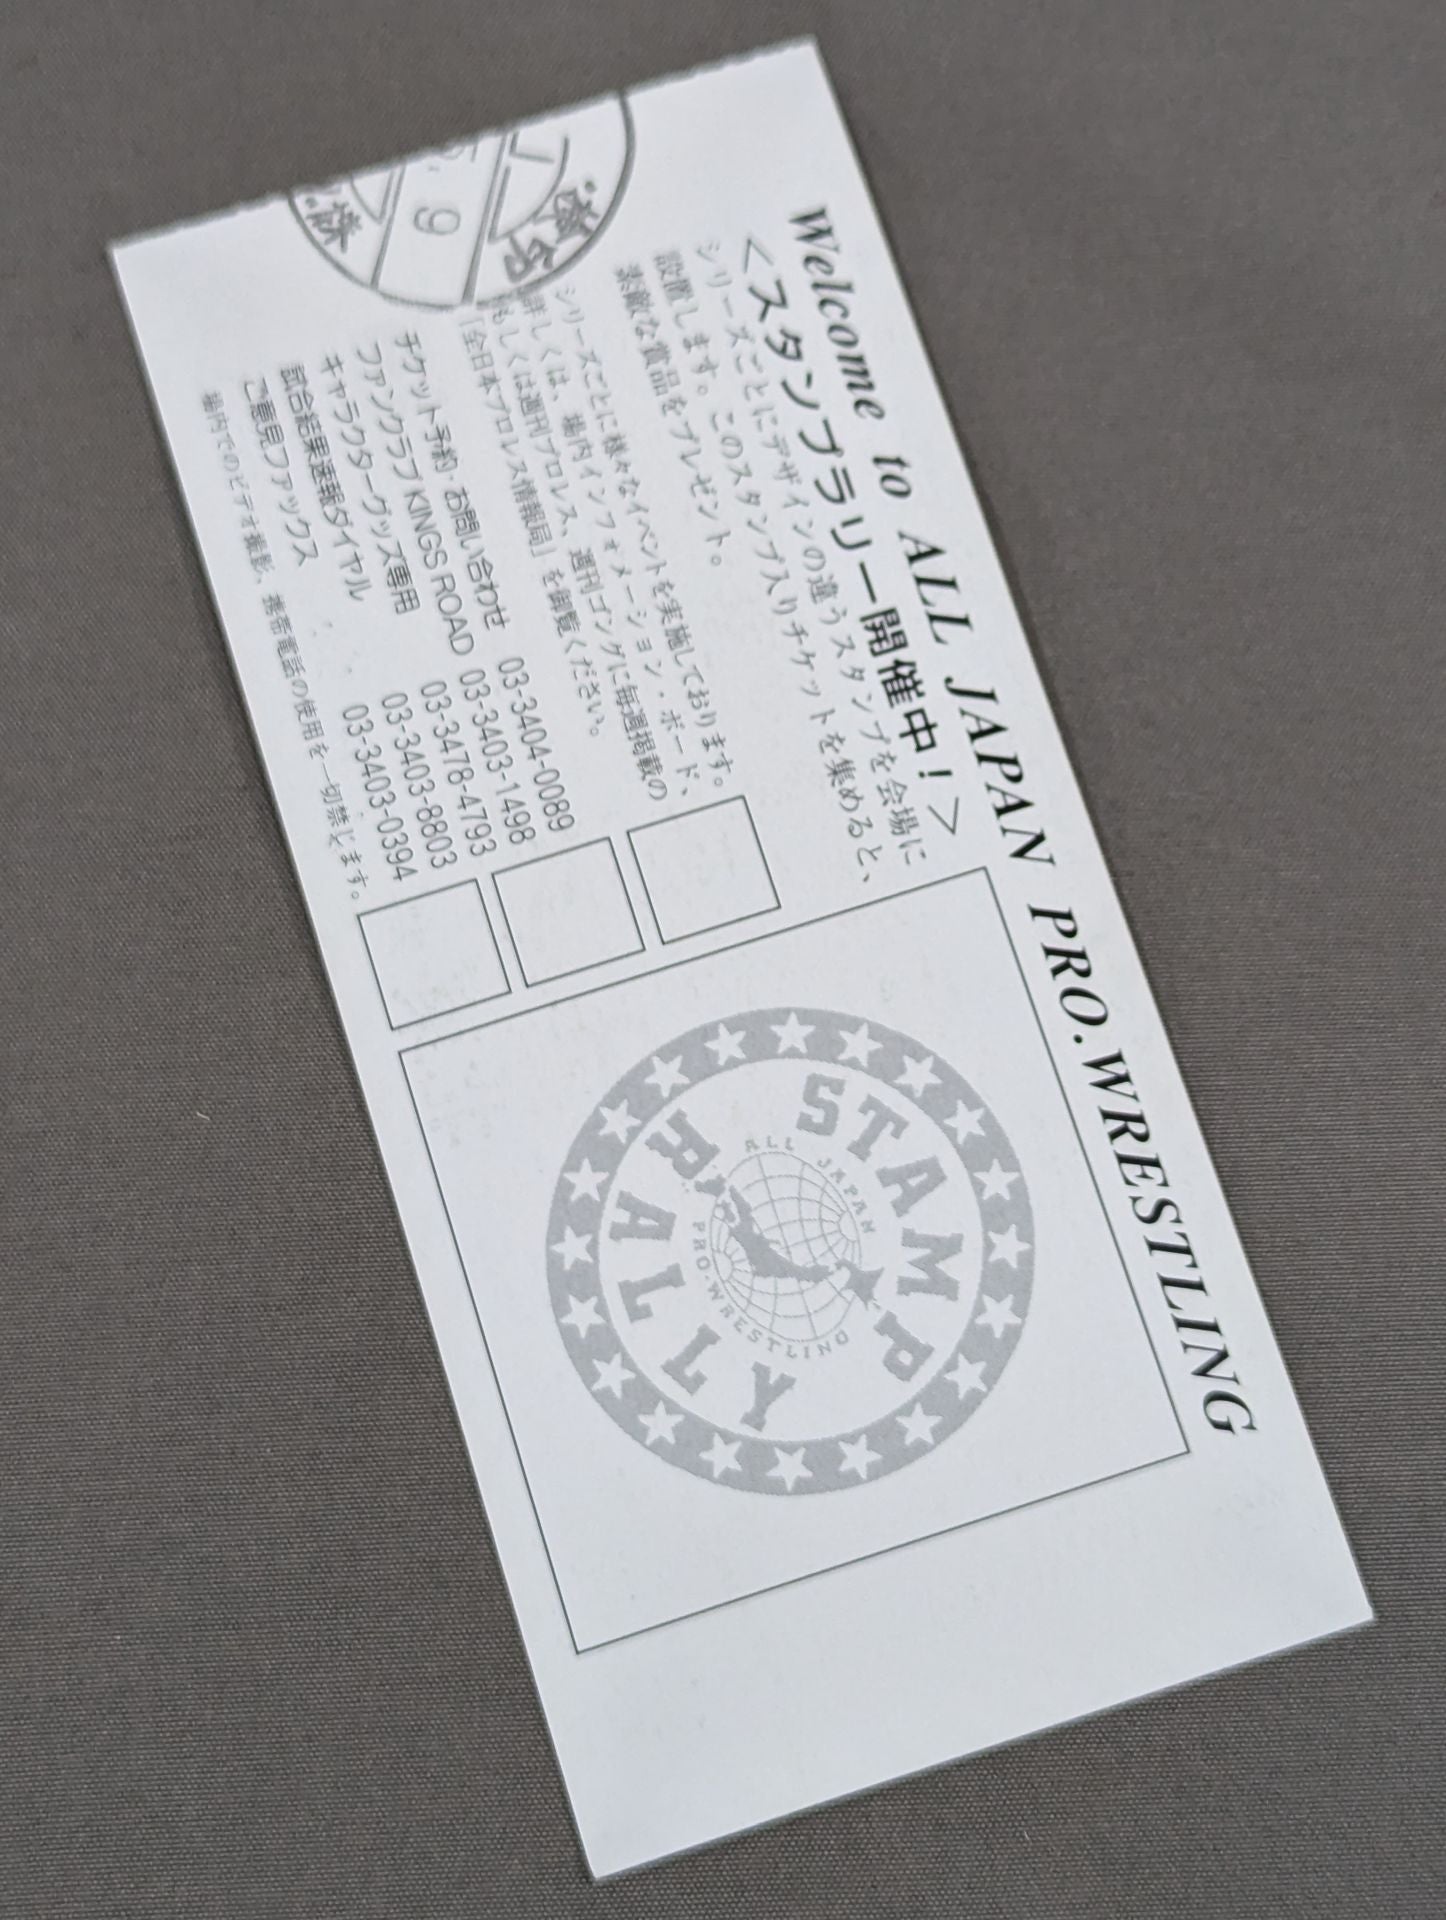 Welcome to ALL JAPAN PRO.WRESTLING
<スタンプラリー開催中！>
シリーズごとにデザインの違うスタンプを会場に
設置します。このスタンプ入りチケットを集めると、
素敵な賞品をプレゼント。
シリーズごとに様々なイベントを実施しております。
詳しくは、場内インフォメーション・ボード、
もしくは週刊プロレス、週刊ゴングに毎週掲載の
「全日本プロレス情報局」を御覧ください。
チケット予約·お問い合わせ 03-3404-0089
ファンクラブ KINGS ROAD 03-3403-1498
キャラクターグッズ専用 03-3478-4793
試合結果速報ダイヤル 03-3403-8803
ご意見ファックス 03-3403-0394
場内でのビデオ撮影、携帯電話の使用を一切禁じます。
STAMP
RALLY
ALL JAPAN
PRO-WRESTLING